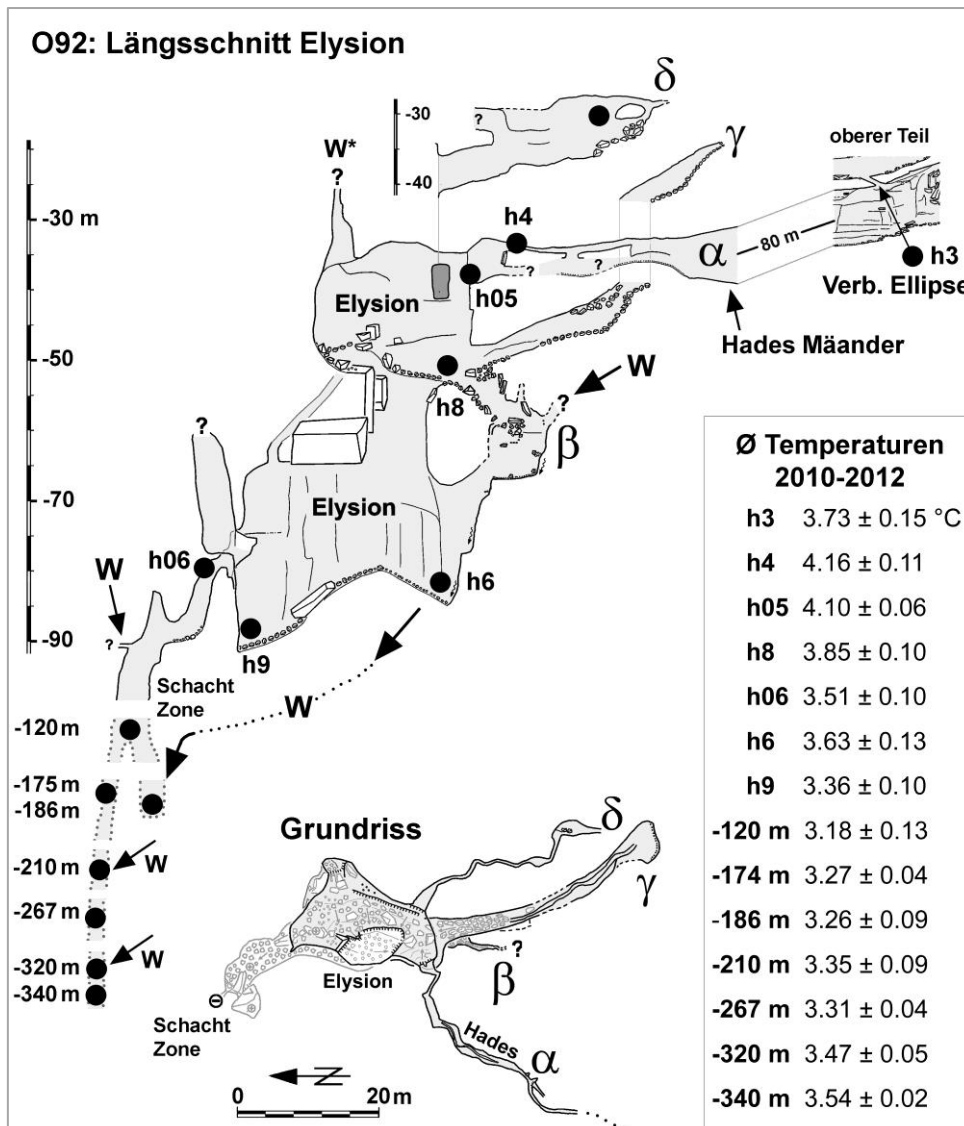 O92: Längsschnitt Elysion
δ
-30
?
-40
γ
oberer Teil
W*
?
-30 m
h4
α
80 m
h3
?
?
h05
Verb. Ellipse
Elysion
Hades Mäander
-50
W
h8
?
β
?
-70
Elysion
h06
h6
W
?
-90
h9
Schacht
Zone
W
-120 m
-175 m
-186 m
-210 m
W
-267 m
-320 m
W
-340 m
Ø Temperaturen
2010-2012
h3 3.73 ± 0.15 °C
h4 4.16 ± 0.11
h05 4.10 ± 0.06
h8 3.85 ± 0.10
h06 3.51 ± 0.10
h6 3.63 ± 0.13
h9 3.36 ± 0.10
-120 m 3.18 ± 0.13
-174 m 3.27 ± 0.04
-186 m 3.26 ± 0.09
-210 m 3.35 ± 0.09
-267 m 3.31 ± 0.04
-320 m 3.47 ± 0.05
-340 m 3.54 ± 0.02
Grundriss
δ
γ
β?
Elysion
Schacht
Zone
Hades
α
N
0 20 m